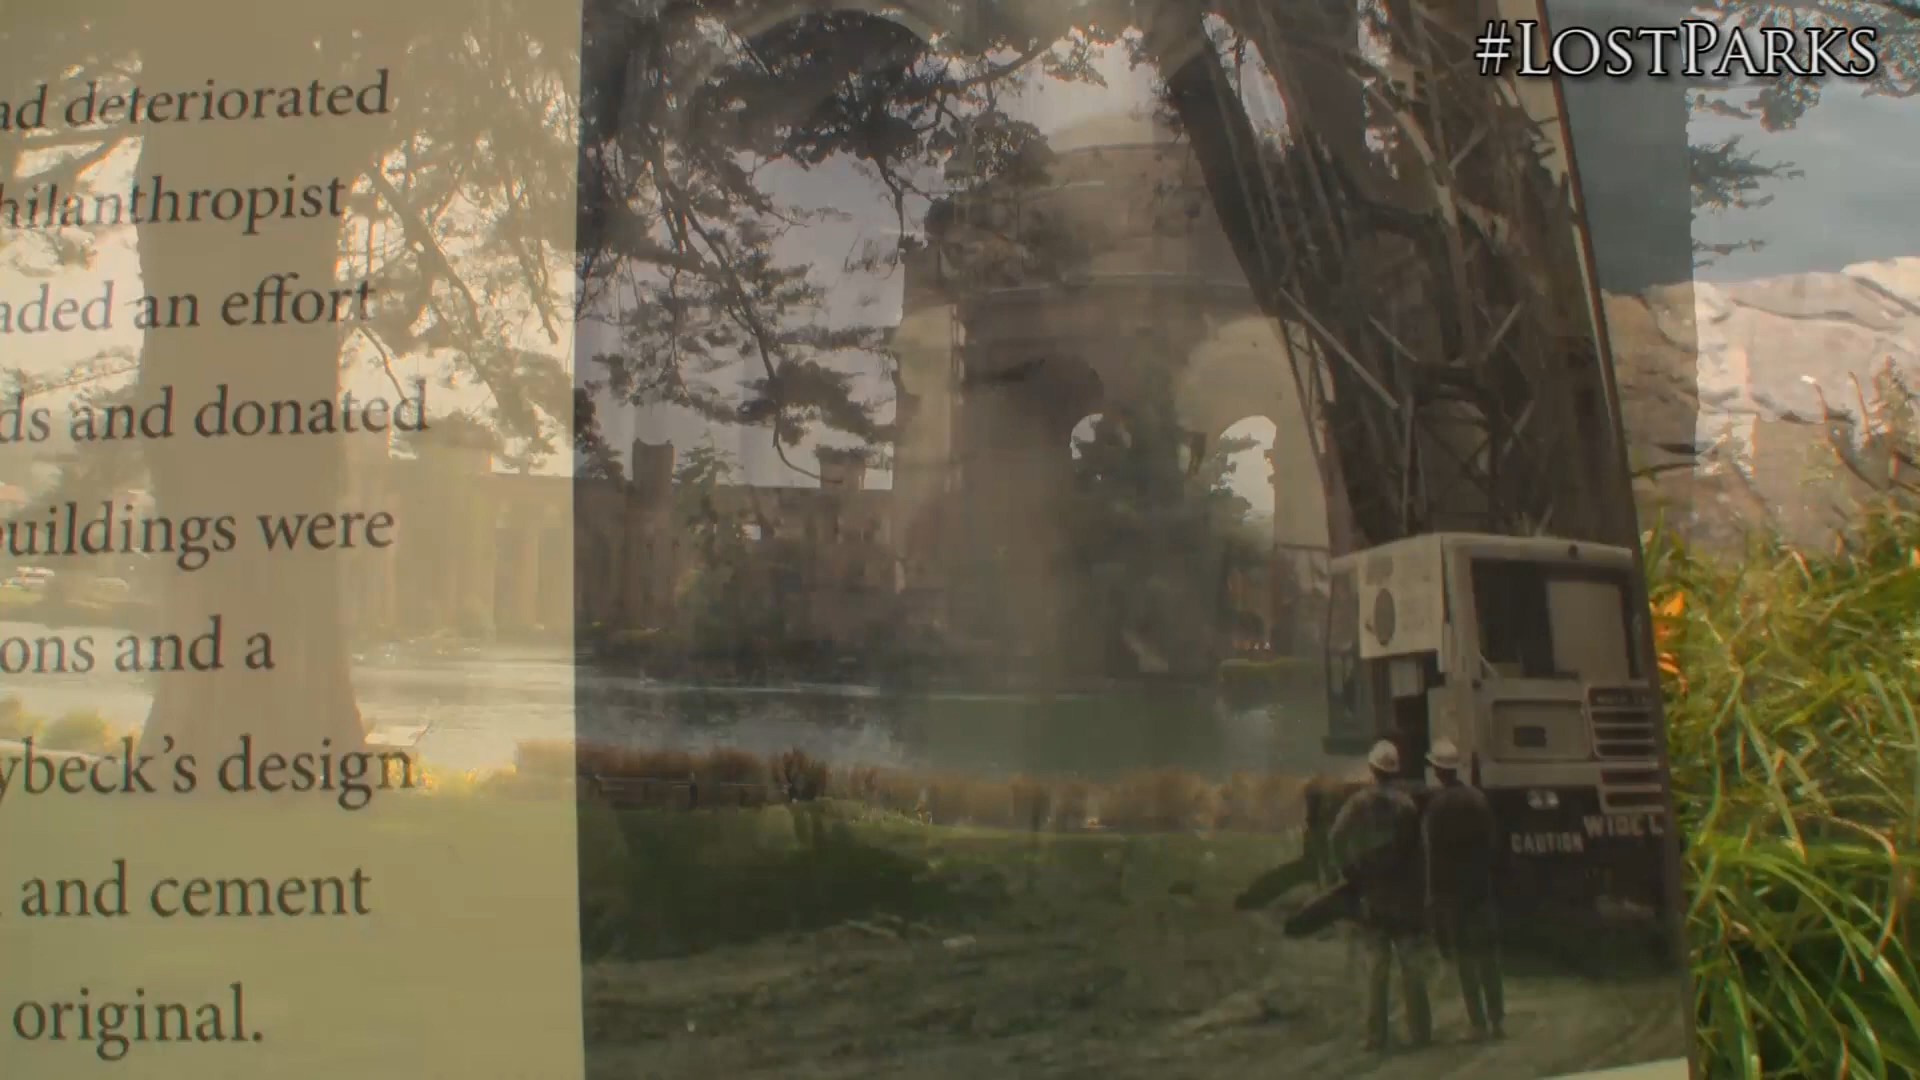 #LOSTPARKS
ad deteriorated
hilanthropist
aded an effort
ds and donated
buildings were
ons and a
ybeck's design
and cement
original.
CAUTION WIDE L